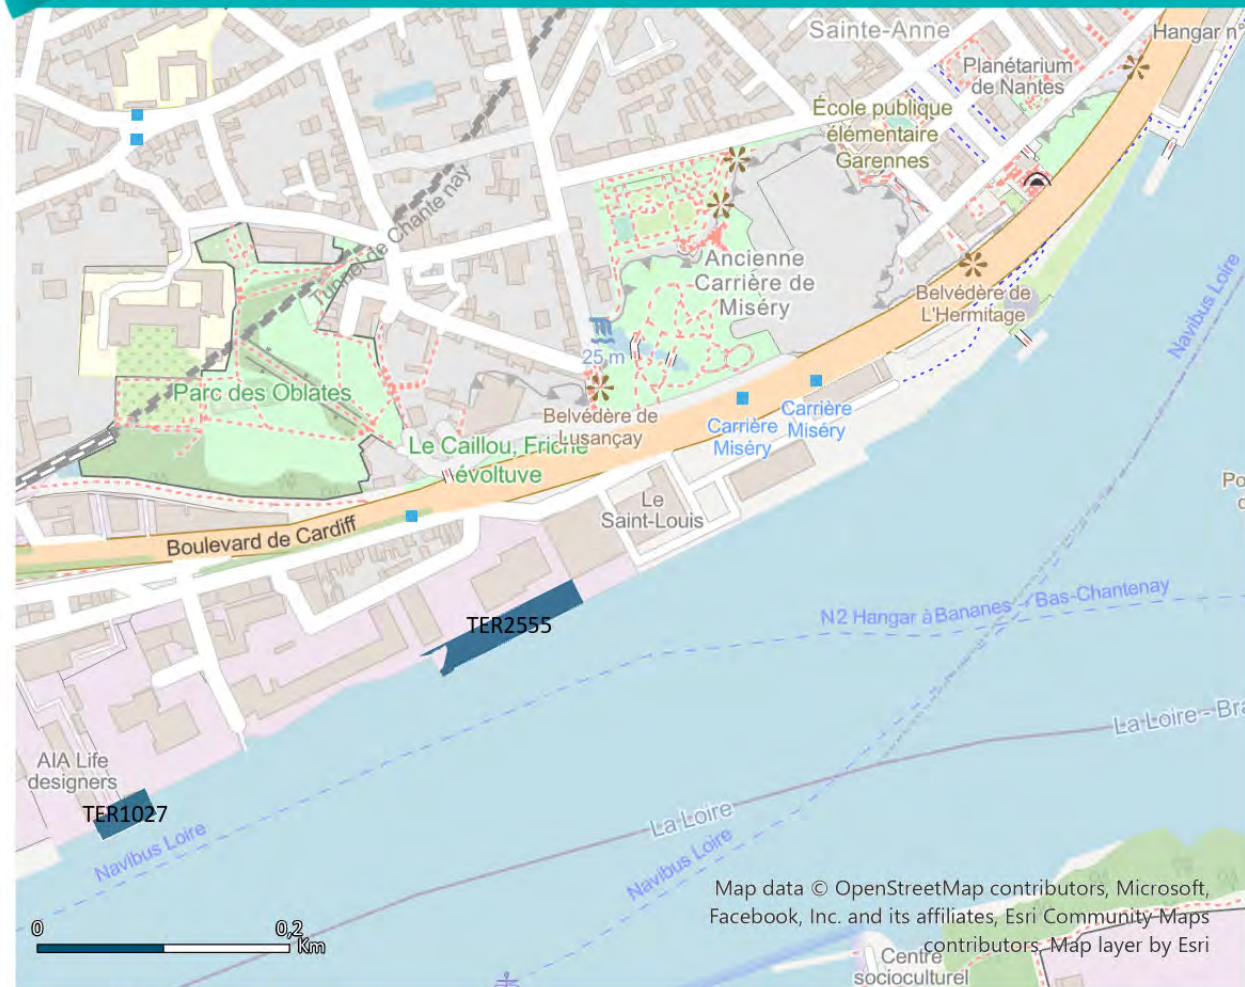 Sainte-Anne
Hangar n°
Planétarium
de Nantes
École publique
élémentaire
Garennes
Tunnel de Chantenay
Ancienne
Carrière de
Miséry
Belvédère de
L'Hermitage
Navibus Loire
25 m
Parc des Oblates
Belvédère de
Lusançay
Carrière
Miséry
Carrière
Miséry
Le Caillou, Friche
évoltuve
Le
Saint-Louis
Boulevard de Cardiff
TER2555
N2 Hangar à Bananes - Bas-Chantenay
La Loire - Bra
AIA Life
designers
TER1027
Navibus Loire
La Loire
Navibus Loire
Map data © OpenStreetMap contributors, Microsoft,
Facebook, Inc. and its affiliates, Esri Community Maps
contributors, Map layer by Esri
0
0,2
Km
Centre
socioculturel